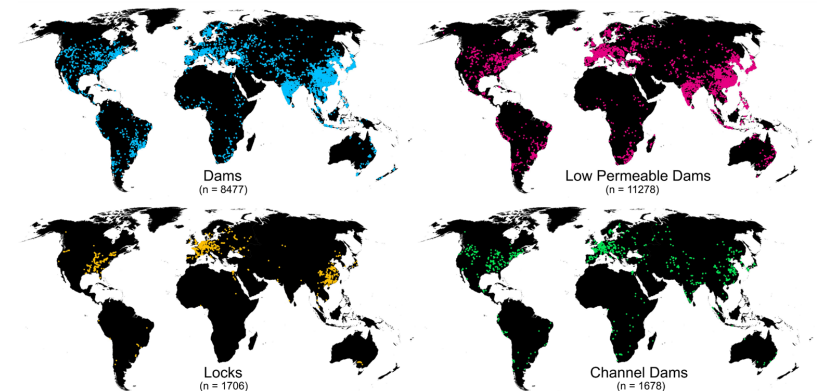 Dams
(n = 8477)
Low Permeable Dams
(n = 11278)
Locks
(n = 1706)
Channel Dams
(n = 1678)